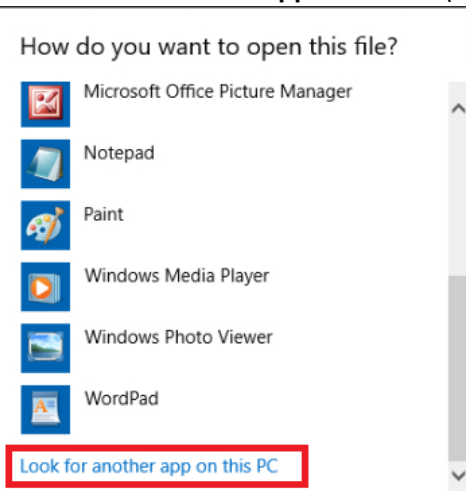 How do you want to open this file?
Microsoft Office Picture Manager
Notepad
Paint
Windows Media Player
Windows Photo Viewer
WordPad
Look for another app on this PC